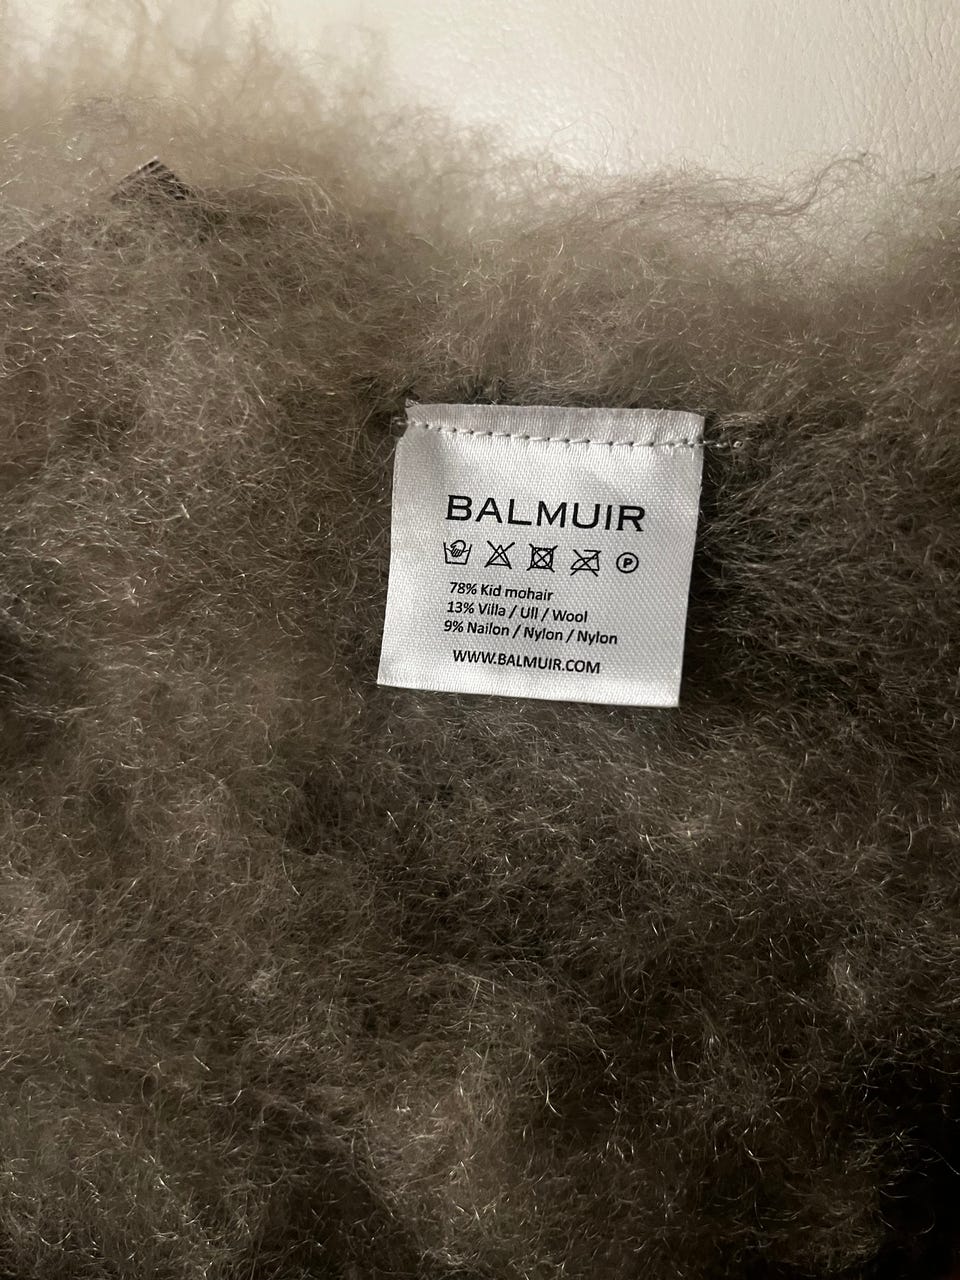 BALMUIR
P
78% Kid mohair
13% Villa / Ull / Wool
9% Nailon / Nylon / Nylon
WWW.BALMUIR.COM